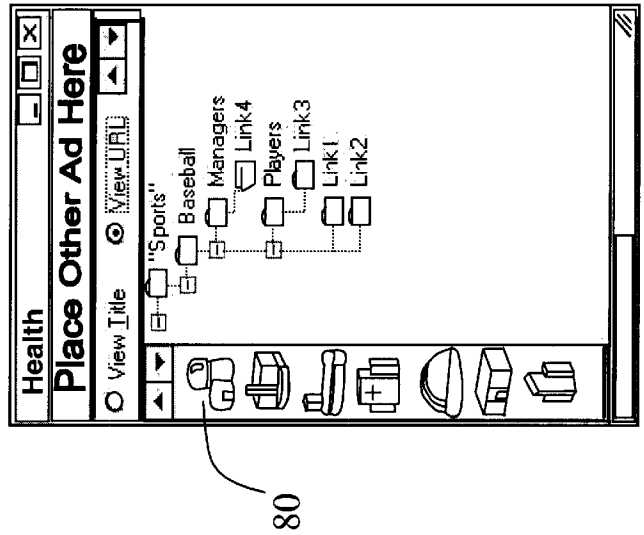 Health
Place Other Ad Here
View Title View URL
"Sports"
Baseball
Managers
Link4
Players
Link3
Link1
Link2
80